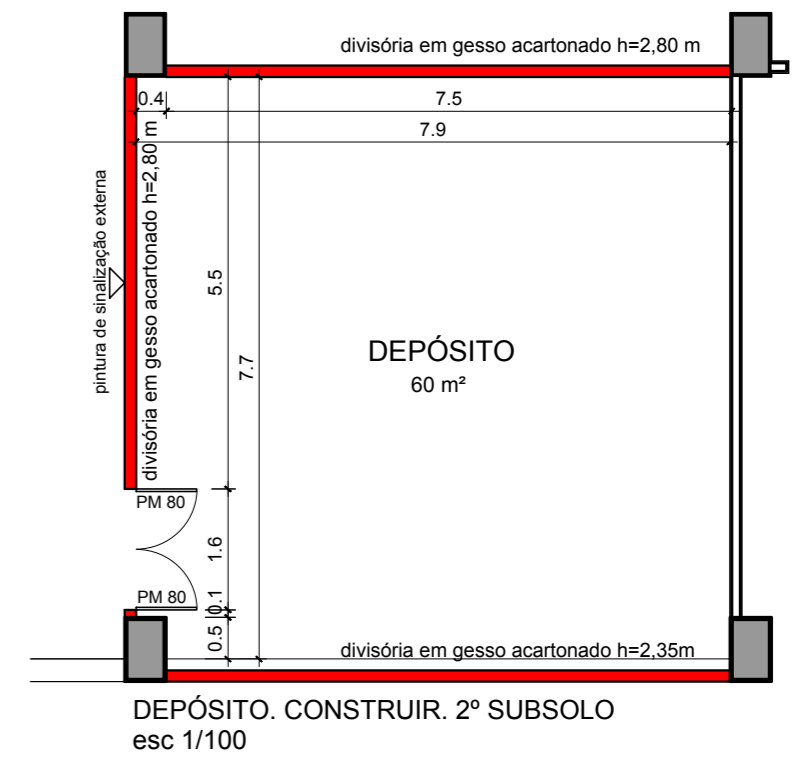 divisória em gesso acartonado h=2,80 m
0.4
7.5
7.9
pintura de sinalização externa
divisória em gesso acartonado h=2,80 m
5.5
7.7
DEPÓSITO
60 m²
PM 80
1.6
PM 80
0.1
0.5
divisória em gesso acartonado h=2,35m
DEPÓSITO. CONSTRUIR. 2º SUBSOLO
esc 1/100